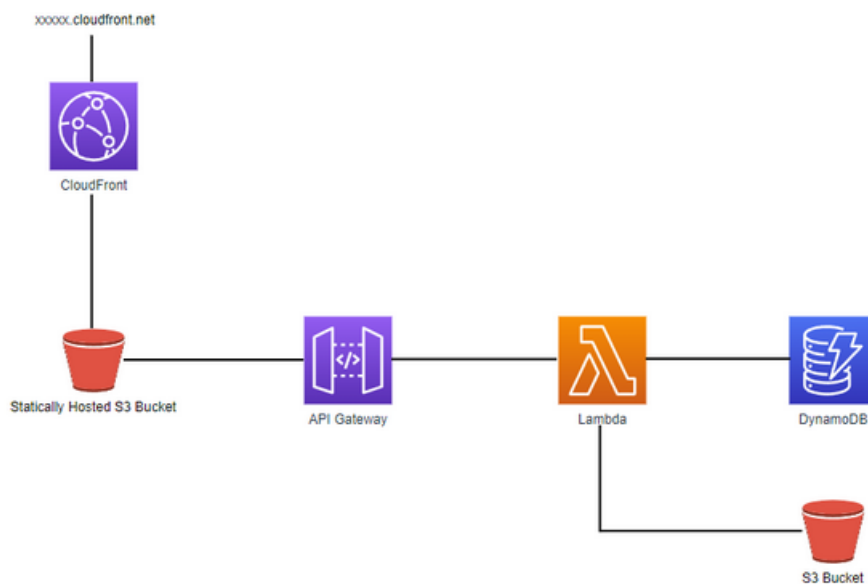 xxxxx.cloudfront.net
CloudFront
Statically Hosted S3 Bucket
API Gateway
Lambda
DynamoDB
S3 Bucket